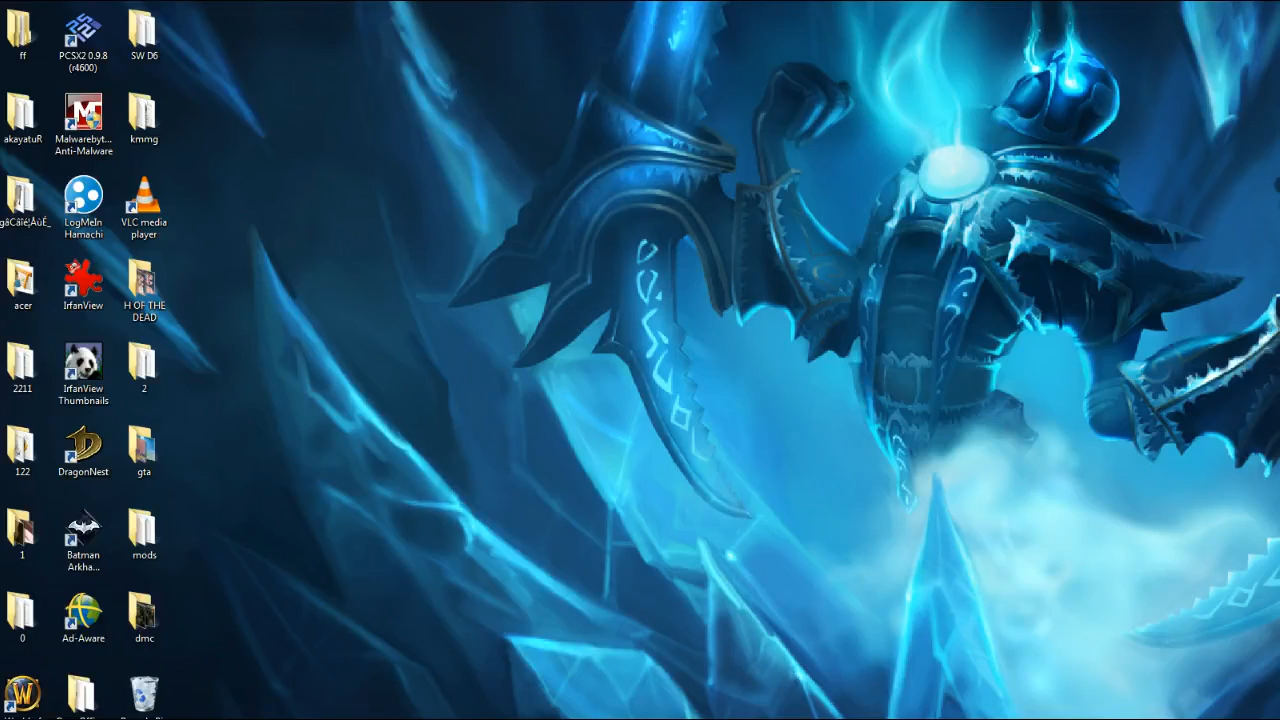 ff
PCSX2 0.9.8
(r4600)
SW D6
akayatuR
Malwarebyt...
Anti-Malware
kmmg
LogMeIn
Hamachi
VLC media
player
acer
IrfanView
H OF THE
DEAD
2211
IrfanView
Thumbnails
2
122
DragonNest
gta
1
Batman
Arkha...
mods
0
Ad-Aware
dmc